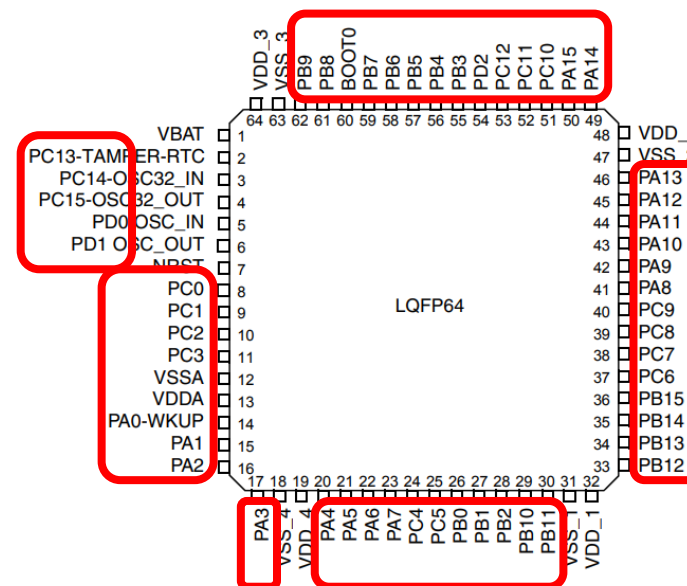 VDD_3
VSS_3
PB9
PB8
BOOT0
PB7
PB6
PB5
PB4
PB3
PD2
PC12
PC11
PC10
PA15
PA14
64 63 62 61 60 59 58 57 56 55 54 53 52 51 50 49
VBAT 1
PC13-TAMPER-RTC 2
PC14-OSC32_IN 3
PC15-OSC32_OUT 4
PD0 OSC_IN 5
PD1 OSC_OUT 6
NRST 7
PC0 8
PC1 9
PC2 10
PC3 11
VSSA 12
VDDA 13
PA0-WKUP 14
PA1 15
PA2 16
LQFP64
48 VDD_
47 VSS_
46 PA13
45 PA12
44 PA11
43 PA10
42 PA9
41 PA8
40 PC9
39 PC8
38 PC7
37 PC6
36 PB15
35 PB14
34 PB13
33 PB12
17 18 19 20 21 22 23 24 25 26 27 28 29 30 31 32
PA3
VSS_4
VDD_4
PA4
PA5
PA6
PA7
PC4
PC5
PB0
PB1
PB2
PB10
PB11
VSS_1
VDD_1